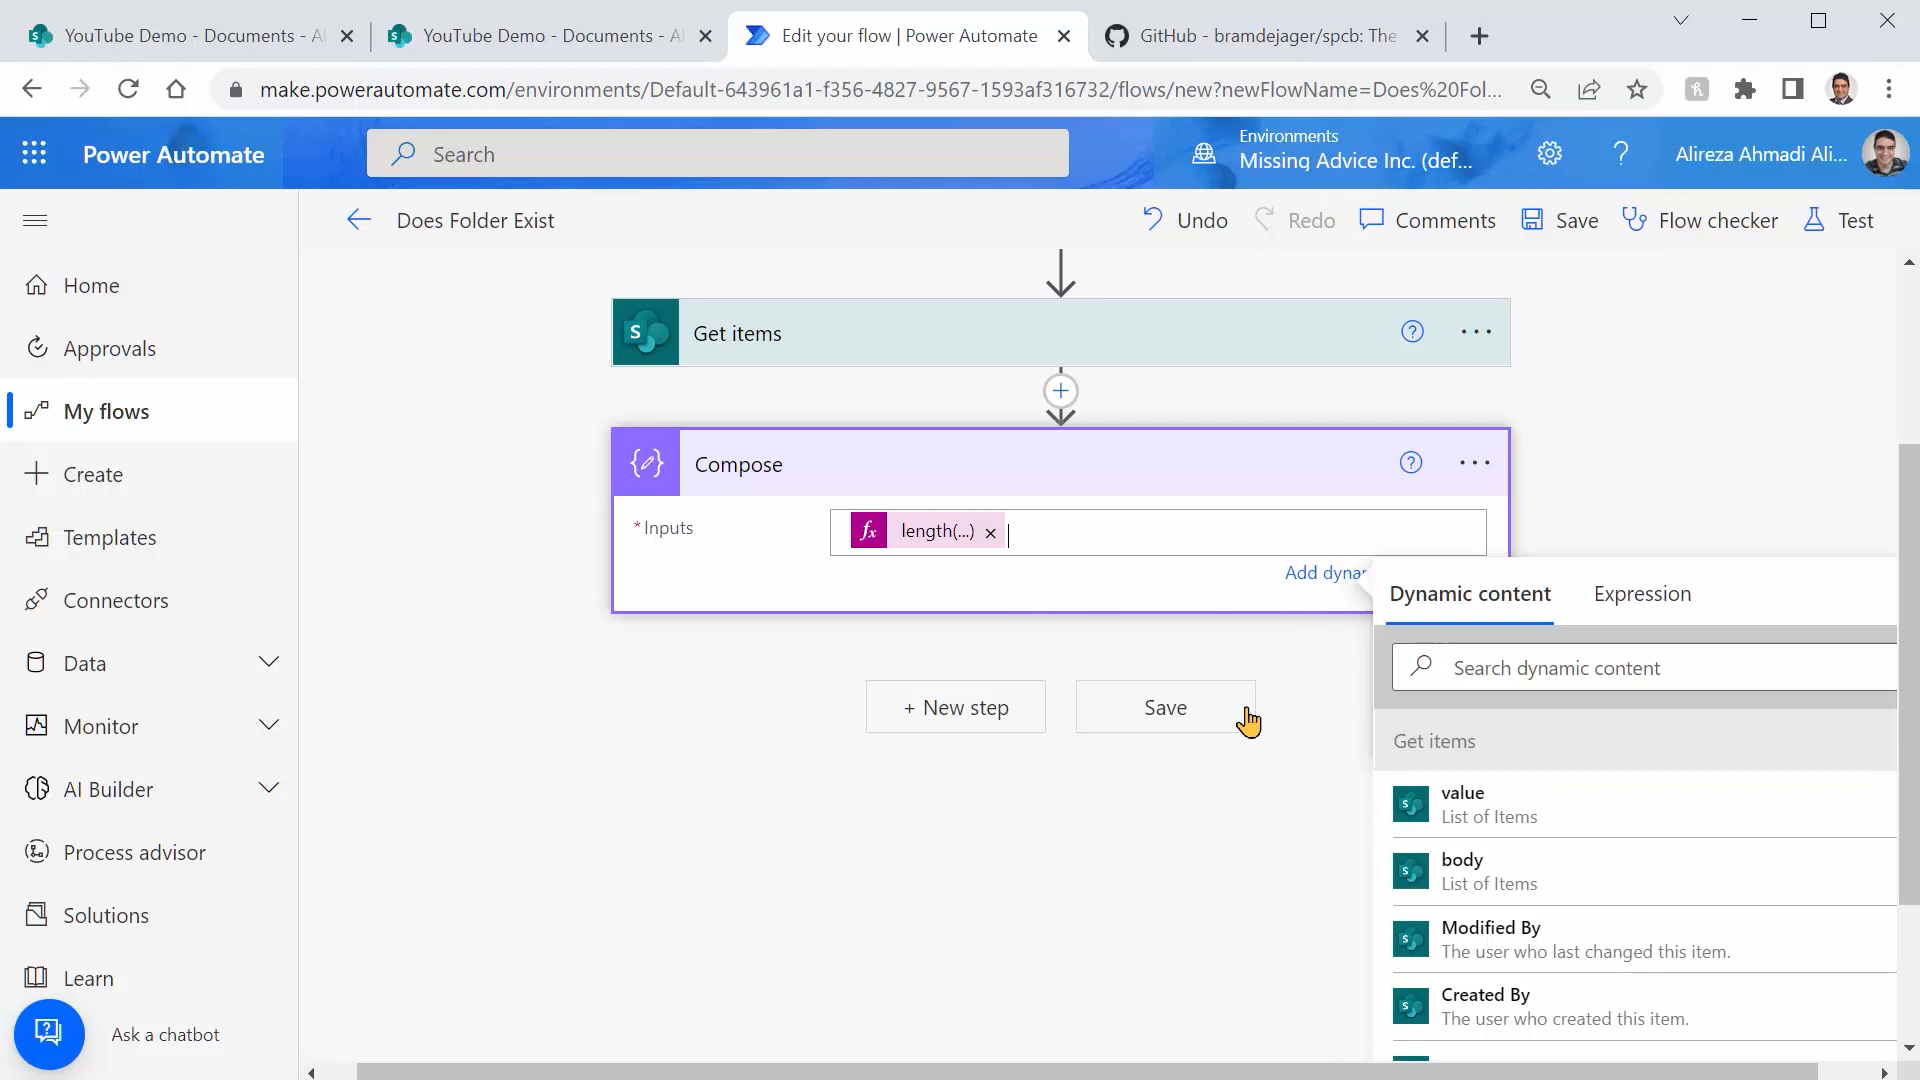 YouTube Demo - Documents - Al
YouTube Demo - Documents - Al
Edit your flow | Power Automate
GitHub - bramdejager/spcb: The
make.powerautomate.com/environments/Default-643961a1-f356-4827-9567-1593af316732/flows/new?newFlowName=Does%20Fol...
Power Automate
Search
Environments
Missing Advice Inc. (def...
Alireza Ahmadi Ali...
Does Folder Exist
Undo
Redo
Comments
Save
Flow checker
Test
Home
Approvals
My flows
Create
Templates
Connectors
Data
Monitor
AI Builder
Process advisor
Solutions
Learn
Ask a chatbot
Get items
Compose
* Inputs
fx length(...) ×
Add dynam
+ New step
Save
Dynamic content
Expression
Search dynamic content
Get items
value
List of Items
body
List of Items
Modified By
The user who last changed this item.
Created By
The user who created this item.